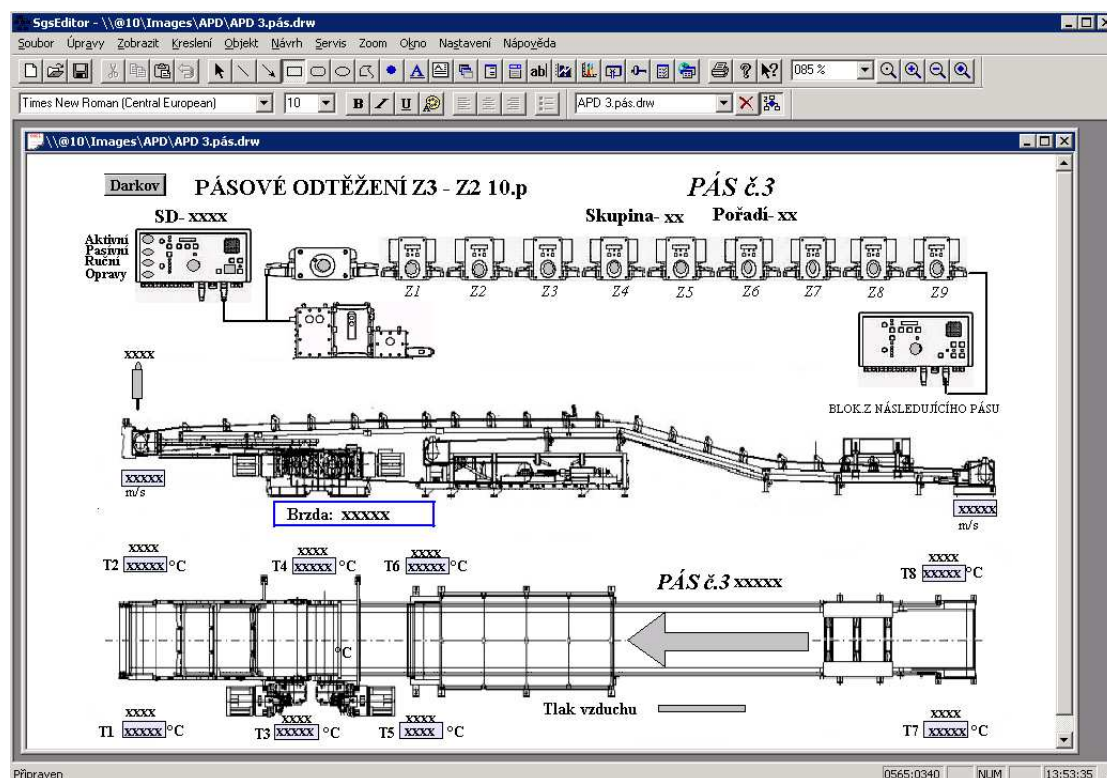 SgsEditor - \\@10\Images\APD\APD 3.pás.drw
Soubor Úpravy Zobrazit Kreslení Objekt Návrh Servis Zoom Okno Nastavení Nápověda
A ab| 085 %
Times New Roman (Central European) 10 B I U APD 3.pás.drw
\\@10\Images\APD\APD 3.pás.drw
Darkov PÁSOVÉ ODTĚŽENÍ Z3 - Z2 10.p PÁS č.3
SD- xxxx Skupina- xx Pořadí- xx
Aktivní
Pasivní
Ruční
Opravy
Z1 Z2 Z3 Z4 Z5 Z6 Z7 Z8 Z9
xxxx
BLOK.Z NÁSLEDUJÍCÍHO PÁSU
xxxxx
m/s
xxxxx
m/s
Brzda: xxxxx
xxxx xxxx xxxx xxxx
T2 xxxxx °C T4 xxxxx °C T6 xxxxx °C T8 xxxxx °C
PÁS č.3 xxxxx
°C
Tlak vzduchu
xxxx xxxx xxxx xxxx
T1 xxxxx °C T3 xxxxx °C T5 xxxx °C T7 xxxxx °C
Připraven 0565:0340 NUM 13:53:35